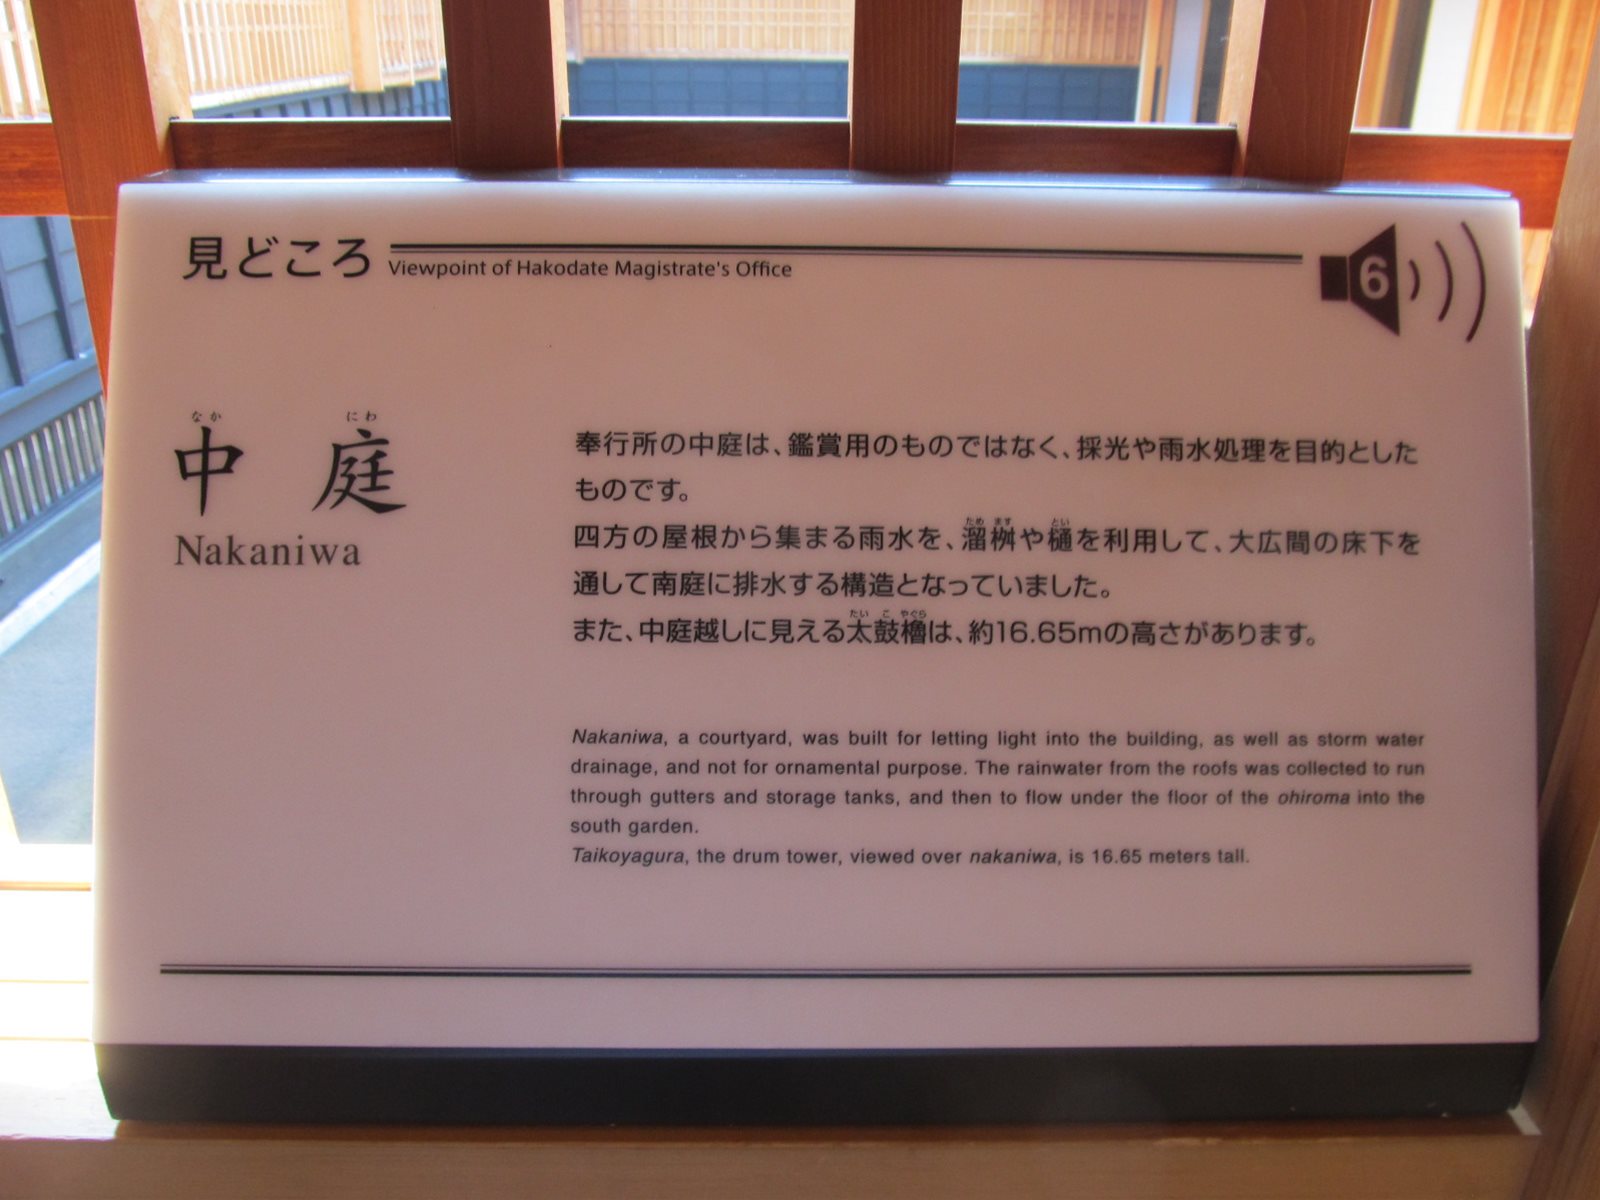 見どころ
Viewpoint of Hakodate Magistrate's Office
6
なか にわ
中 庭
Nakaniwa
奉行所の中庭は、鑑賞用のものではなく、採光や雨水処理を目的とした
ものです。
ため ます とい
四方の屋根から集まる雨水を、溜桝や樋を利用して、大広間の床下を
通して南庭に排水する構造となっていました。
たい こ やぐら
また、中庭越しに見える太鼓櫓は、約16.65mの高さがあります。
Nakaniwa, a courtyard, was built for letting light into the building, as well as storm water
drainage, and not for ornamental purpose. The rainwater from the roofs was collected to run
through gutters and storage tanks, and then to flow under the floor of the ohiroma into the
south garden.
Taikoyagura, the drum tower, viewed over nakaniwa, is 16.65 meters tall.